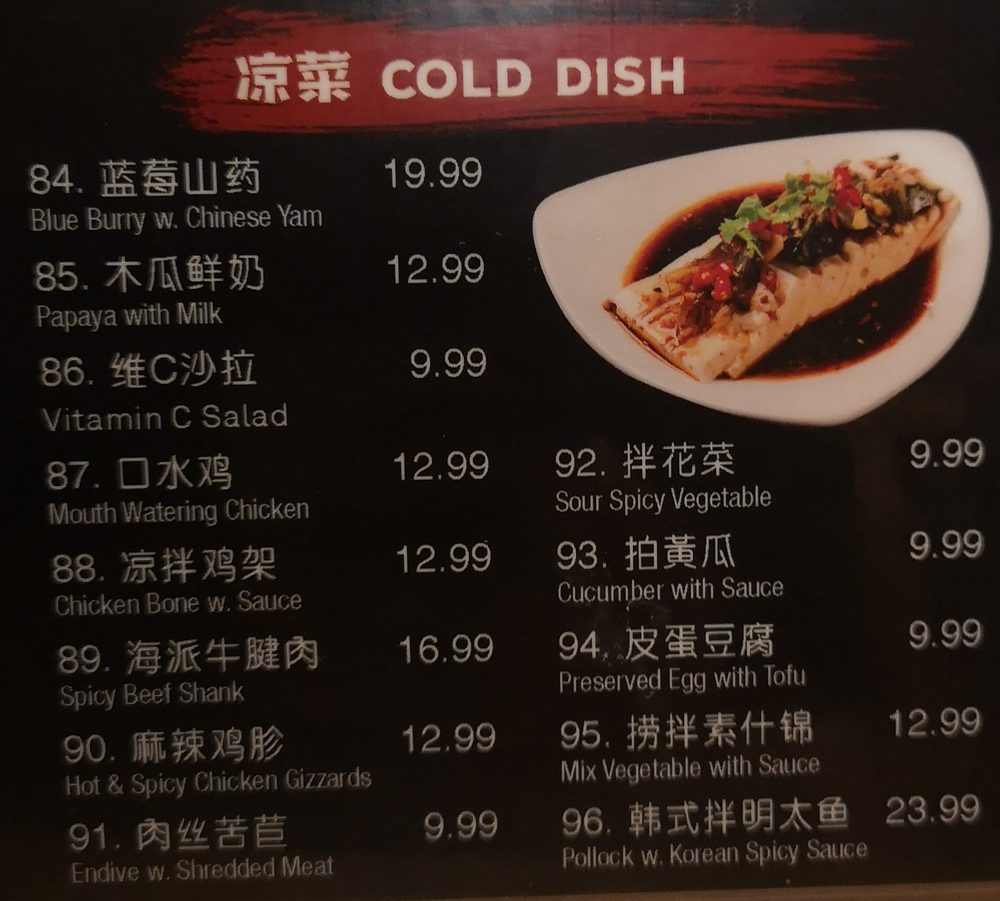 凉菜 COLD DISH
84. 蓝莓山药 19.99
Blue Burry w. Chinese Yam
85. 木瓜鲜奶 12.99
Papaya with Milk
86. 维C沙拉 9.99
Vitamin C Salad
87. 口水鸡 12.99
Mouth Watering Chicken
88. 凉拌鸡架 12.99
Chicken Bone w. Sauce
89. 海派牛腱肉 16.99
Spicy Beef Shank
90. 麻辣鸡胗 12.99
Hot & Spicy Chicken Gizzards
91. 肉丝苦苣 9.99
Endive w. Shredded Meat
92. 拌花菜 9.99
Sour Spicy Vegetable
93. 拍黃瓜 9.99
Cucumber with Sauce
94. 皮蛋豆腐 9.99
Preserved Egg with Tofu
95. 捞拌素什锦 12.99
Mix Vegetable with Sauce
96. 韩式拌明太鱼 23.99
Pollock w. Korean Spicy Sauce